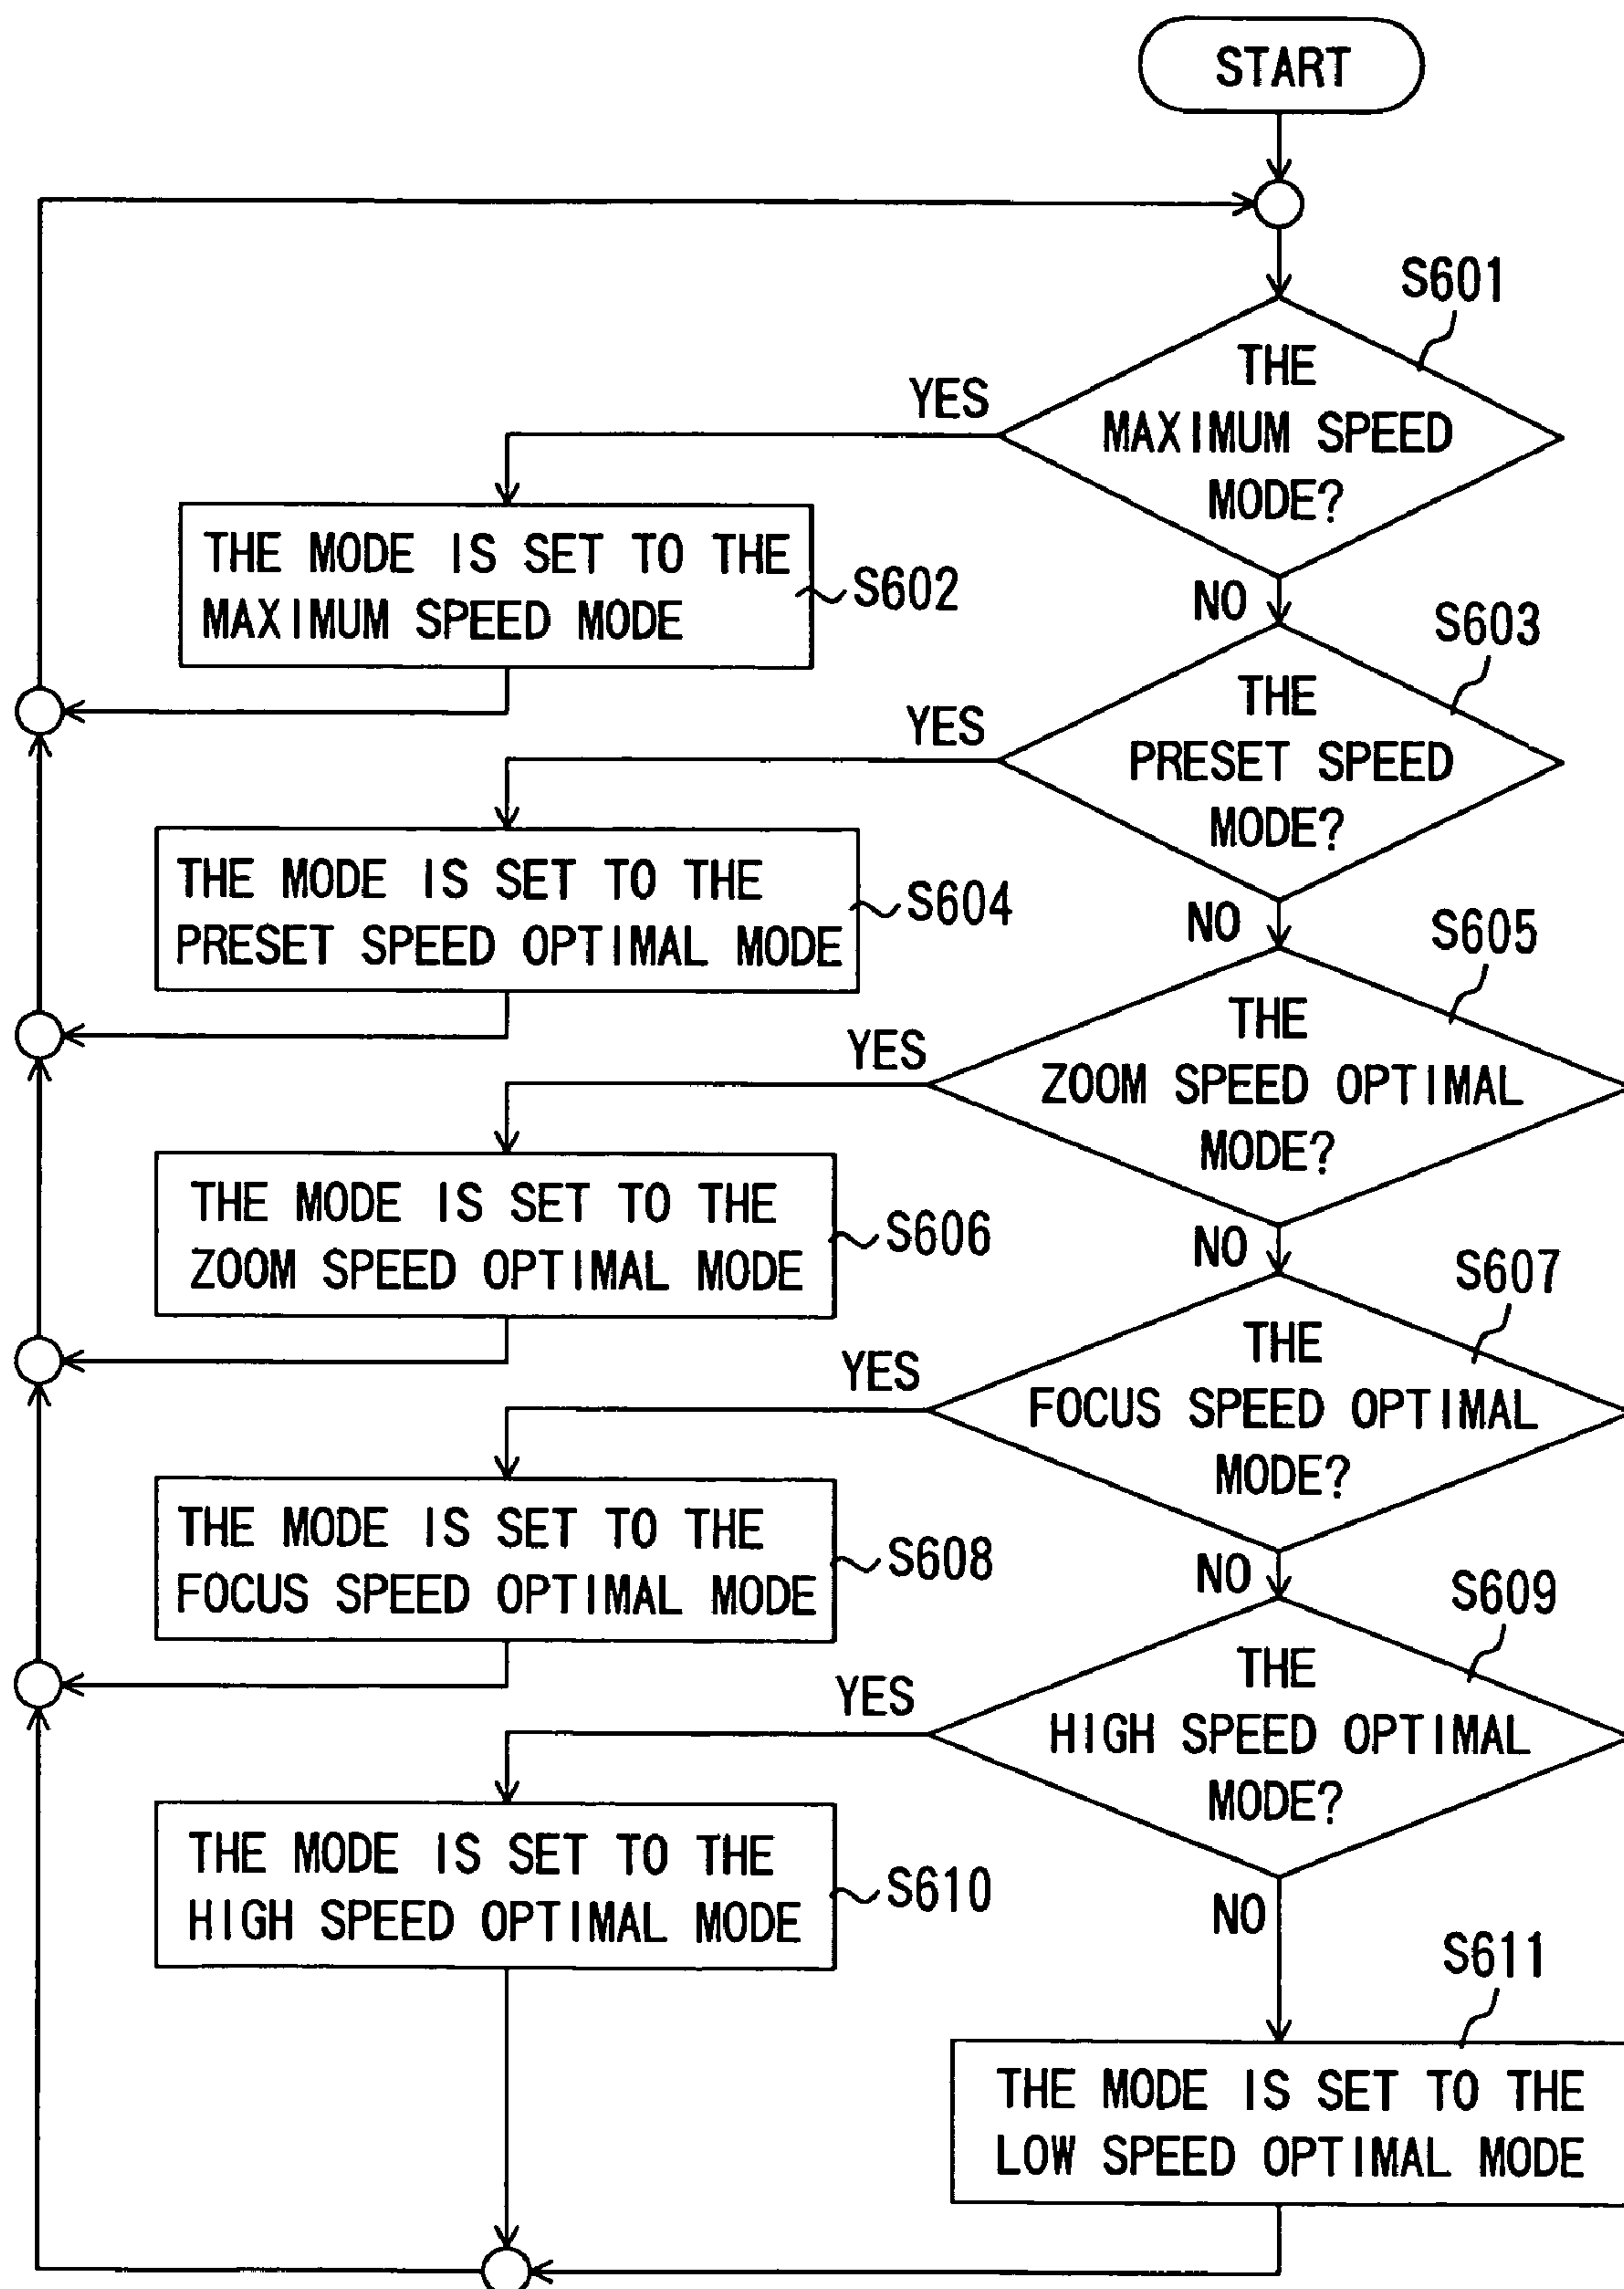 START
S601
THE
MAXIMUM SPEED
MODE?
YES
NO
THE MODE IS SET TO THE
MAXIMUM SPEED MODE
S602
S603
THE
PRESET SPEED
MODE?
YES
NO
THE MODE IS SET TO THE
PRESET SPEED OPTIMAL MODE
S604
S605
THE
ZOOM SPEED OPTIMAL
MODE?
YES
NO
THE MODE IS SET TO THE
ZOOM SPEED OPTIMAL MODE
S606
S607
THE
FOCUS SPEED OPTIMAL
MODE?
YES
NO
THE MODE IS SET TO THE
FOCUS SPEED OPTIMAL MODE
S608
S609
THE
HIGH SPEED OPTIMAL
MODE?
YES
NO
THE MODE IS SET TO THE
HIGH SPEED OPTIMAL MODE
S610
S611
THE MODE IS SET TO THE
LOW SPEED OPTIMAL MODE